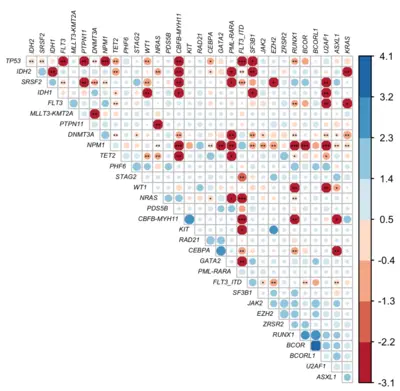 IDH2 SRSF2 IDH1 FLT3 MLLT3-KMT2A PTPN11 DNMT3A NPM1 TET2 PHF6 STAG2 WT1 NRAS PDS5B CBFB-MYH11 KIT RAD21 CEBPA GATA2 PML-RARA FLT3_ITD SF3B1 JAK2 EZH2 ZRSR2 RUNX1 BCOR BCORL1 U2AF1 ASXL1 KRAS
TP53
IDH2
SRSF2
IDH1
FLT3
MLLT3-KMT2A
PTPN11
DNMT3A
NPM1
TET2
PHF6
STAG2
WT1
NRAS
PDS5B
CBFB-MYH11
KIT
RAD21
CEBPA
GATA2
PML-RARA
FLT3_ITD
SF3B1
JAK2
EZH2
ZRSR2
RUNX1
BCOR
BCORL1
U2AF1
ASXL1
4.1
3.2
2.3
1.4
0.5
-0.4
-1.3
-2.2
-3.1